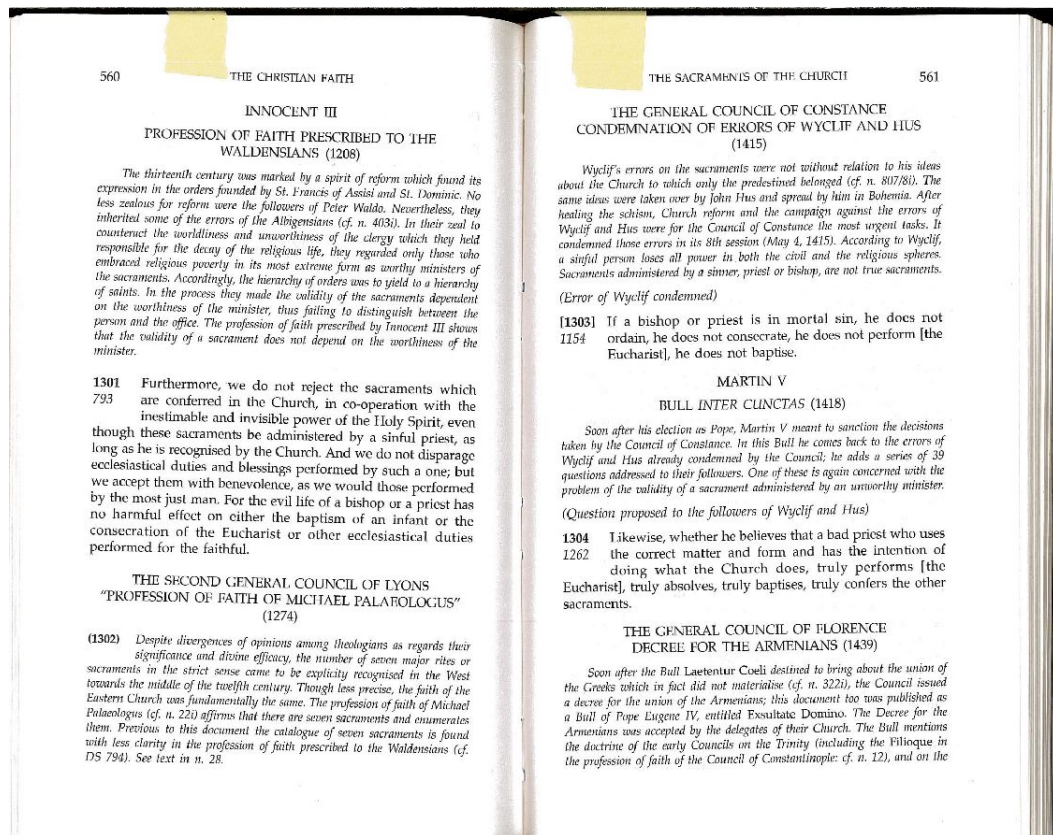 560 THE CHRISTIAN FAITH
INNOCENT III
PROFESSION OF FAITH PRESCRIBED TO THE
WALDENSIANS (1208)
The thirteenth century was marked by a spirit of reform which found its
expression in the orders founded by St. Francis of Assisi and St. Dominic. No
less zealous for reform were the followers of Peter Waldo. Nevertheless, they
inherited some of the errors of the Albigensians (cf. n. 403i). In their zeal to
counteract the worldliness and unworthiness of the clergy which they held
responsible for the decay of the religious life, they regarded only those who
embraced religious poverty in its most extreme form as worthy ministers of
the sacraments. Accordingly, the hierarchy of orders was to yield to a hierarchy
of saints. In the process they made the validity of the sacraments dependent
on the worthiness of the minister, thus failing to distinguish between the
person and the office. The profession of faith prescribed by Innocent III shows
that the validity of a sacrament does not depend on the worthiness of the
minister.
1301 Furthermore, we do not reject the sacraments which
793 are conferred in the Church, in co-operation with the
inestimable and invisible power of the Holy Spirit, even
though these sacraments be administered by a sinful priest, as
long as he is recognised by the Church. And we do not disparage
ecclesiastical duties and blessings performed by such a one; but
we accept them with benevolence, as we would those performed
by the most just man. For the evil life of a bishop or a priest has
no harmful effect on either the baptism of an infant or the
consecration of the Eucharist or other ecclesiastical duties
performed for the faithful.
THE SECOND GENERAL COUNCIL OF LYONS
"PROFESSION OF FAITH OF MICHAEL PALAEOLOGUS"
(1274)
(1302) Despite divergences of opinions among theologians as regards their
significance and divine efficacy, the number of seven major rites or
sacraments in the strict sense came to be explicity recognised in the West
towards the middle of the twelfth century. Though less precise, the faith of the
Eastern Church was fundamentally the same. The profession of faith of Michael
Palaeologus (cf. n. 22i) affirms that there are seven sacraments and enumerates
them. Previous to this document the catalogue of seven sacraments is found
with less clarity in the profession of faith prescribed to the Waldensians (cf.
DS 794). See text in n. 28.
THE SACRAMENTS OF THE CHURCH 561
THE GENERAL COUNCIL OF CONSTANCE
CONDEMNATION OF ERRORS OF WYCLIF AND HUS
(1415)
Wyclif's errors on the sacraments were not without relation to his ideas
about the Church to which only the predestined belonged (cf. n. 807/8i). The
same ideas were taken over by John Hus and spread by him in Bohemia. After
healing the schism, Church reform and the campaign against the errors of
Wyclif and Hus were for the Council of Constance the most urgent tasks. It
condemned those errors in its 8th session (May 4, 1415). According to Wyclif,
a sinful person loses all power in both the civil and the religious spheres.
Sacraments administered by a sinner, priest or bishop, are not true sacraments.
(Error of Wyclif condemned)
[1303] If a bishop or priest is in mortal sin, he does not
1154 ordain, he does not consecrate, he does not perform [the
Eucharist], he does not baptise.
MARTIN V
BULL INTER CUNCTAS (1418)
Soon after his election as Pope, Martin V meant to sanction the decisions
taken by the Council of Constance. In this Bull he comes back to the errors of
Wyclif and Hus already condemned by the Council; he adds a series of 39
questions addressed to their followers. One of these is again concerned with the
problem of the validity of a sacrament administered by an unworthy minister.
(Question proposed to the followers of Wyclif and Hus)
1304 Likewise, whether he believes that a bad priest who uses
1262 the correct matter and form and has the intention of
doing what the Church does, truly performs [the
Eucharist], truly absolves, truly baptises, truly confers the other
sacraments.
THE GENERAL COUNCIL OF FLORENCE
DECREE FOR THE ARMENIANS (1439)
Soon after the Bull Laetentur Coeli destined to bring about the union of
the Greeks which in fact did not materialise (cf. n. 322i), the Council issued
a decree for the union of the Armenians; this document too was published as
a Bull of Pope Eugene IV, entitled Exsultate Domino. The Decree for the
Armenians was accepted by the delegates of their Church. The Bull mentions
the doctrine of the early Councils on the Trinity (including the Filioque in
the profession of faith of the Council of Constantinople: cf. n. 12), and on the